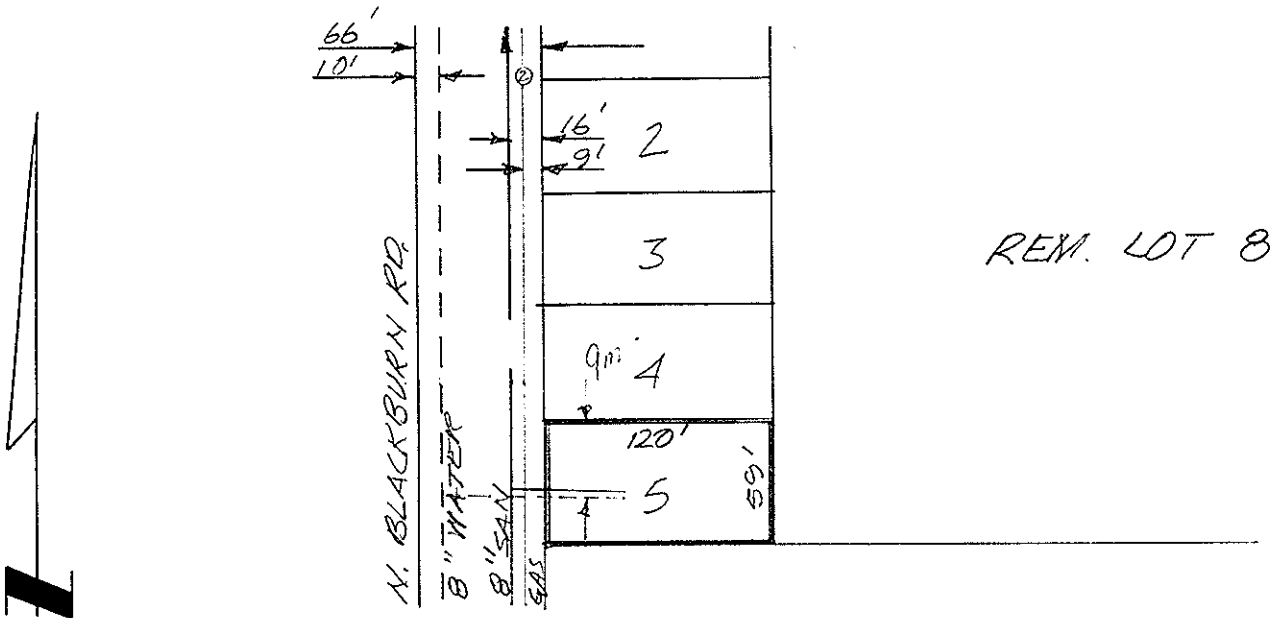 66'
10'
2
16'
9'
2
3
REM. LOT 8
9m
4
120'
59'
5
N. BLACKBURN RD.
8" WATER
8" SAN
GAS
N